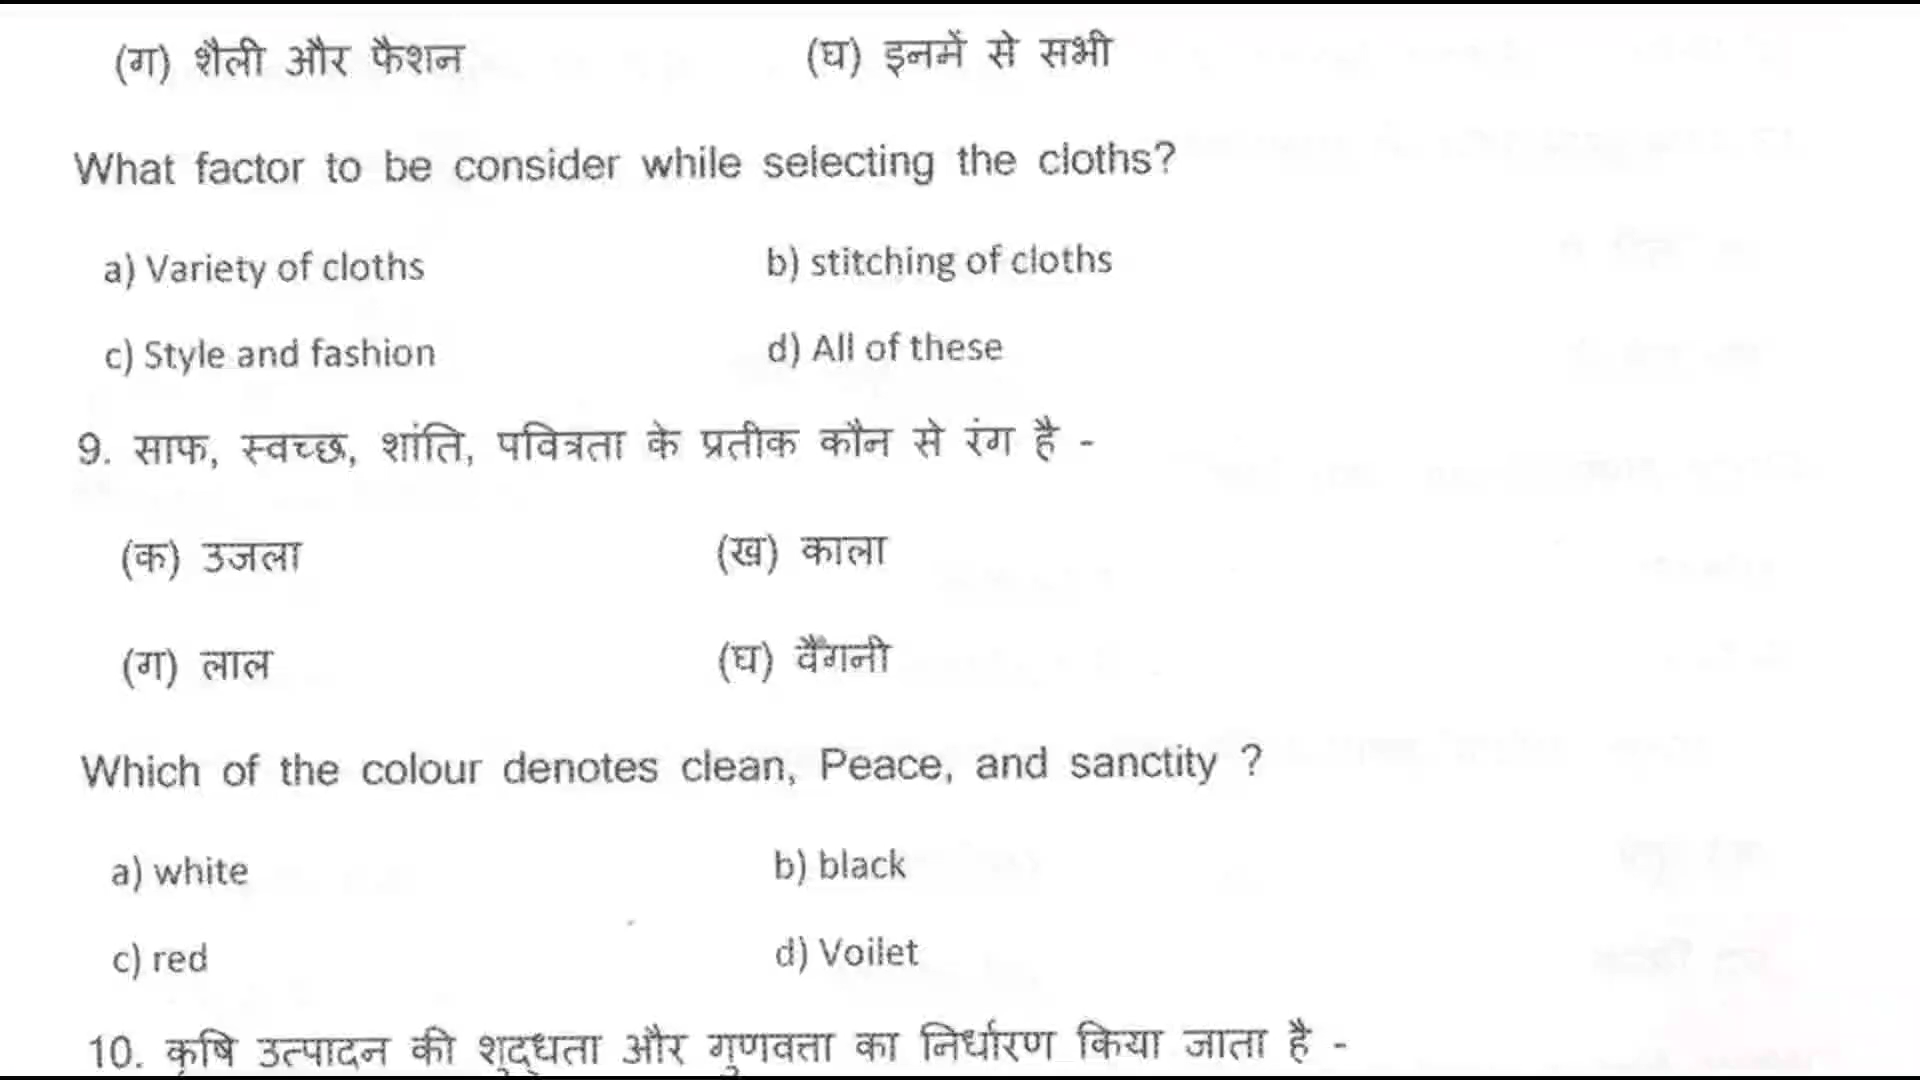 (ग) शैली और फैशन (घ) इनमें से सभी
What factor to be consider while selecting the cloths?
a) Variety of cloths b) stitching of cloths
c) Style and fashion d) All of these
9. साफ, स्वच्छ, शांति, पवित्रता के प्रतीक कौन से रंग है -
(क) उजला (ख) काला
(ग) लाल (घ) वैंगनी
Which of the colour denotes clean, Peace, and sanctity ?
a) white b) black
c) red d) Voilet
10. कृषि उत्पादन की शुद्धता और गुणवत्ता का निर्धारण किया जाता है -